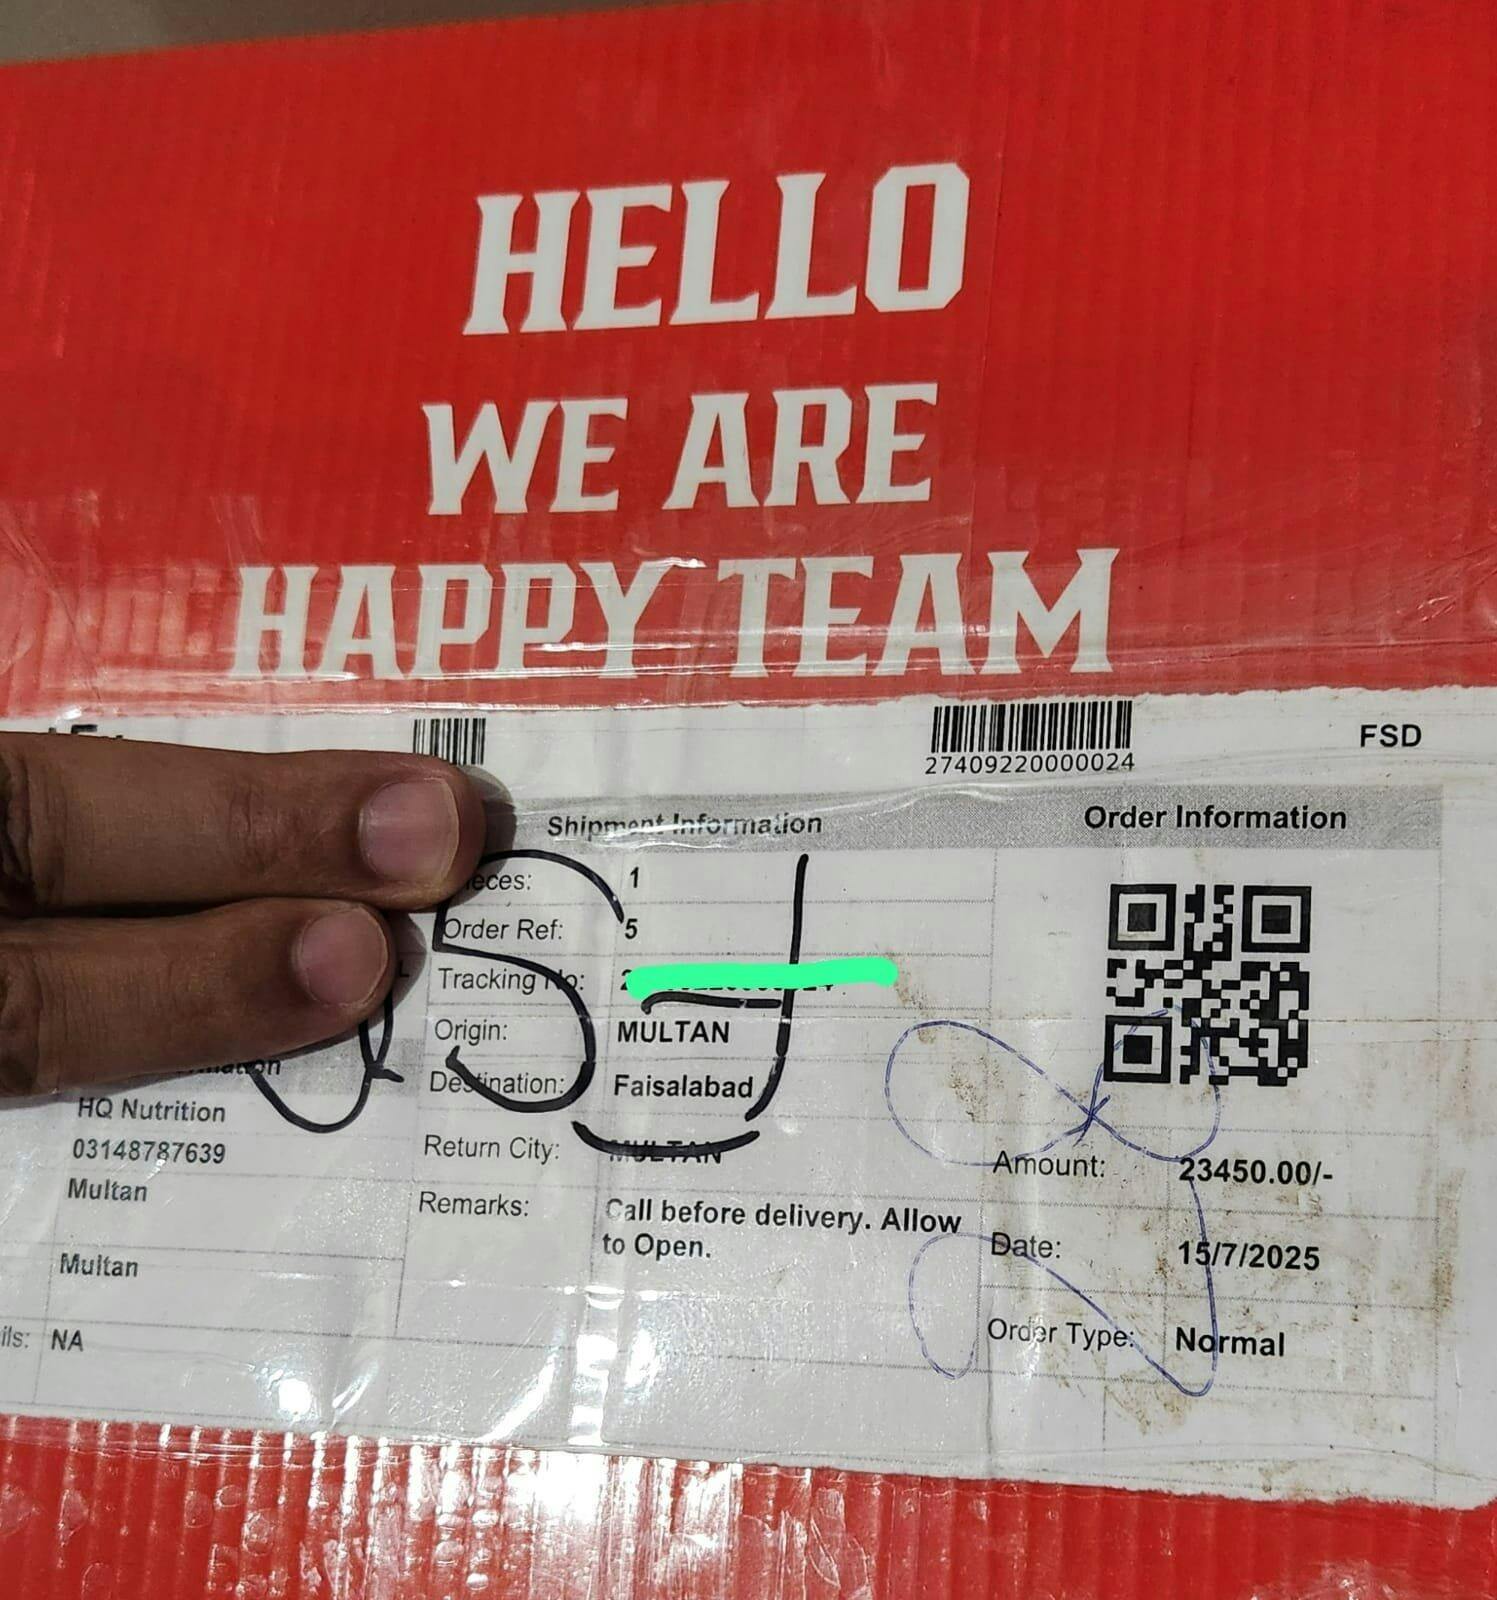 HELLO
WE ARE
HAPPY TEAM
27409220000024
FSD
Shipment Information
Order Information
1
Order Ref: 5
Tracking No:
Origin: MULTAN
Destination: Faisalabad
Return City: MULTAN
Remarks: Call before delivery. Allow
to Open.
HQ Nutrition
03148787639
Multan
Multan
NA
Amount: 23450.00/-
Date: 15/7/2025
Order Type: Normal